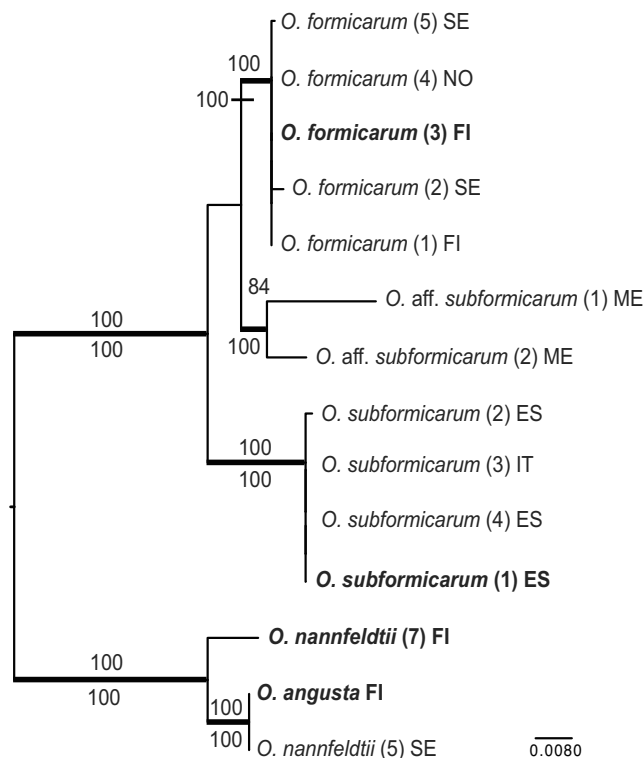 O. formicarum (5) SE
100
O. formicarum (4) NO
100
O. formicarum (3) FI
O. formicarum (2) SE
O. formicarum (1) FI
84
O. aff. subformicarum (1) ME
100
O. aff. subformicarum (2) ME
100
100
O. subformicarum (2) ES
100
O. subformicarum (3) IT
100
O. subformicarum (4) ES
O. subformicarum (1) ES
O. nannfeldtii (7) FI
100
100
O. angusta FI
100
100
O. nannfeldtii (5) SE
0.0080